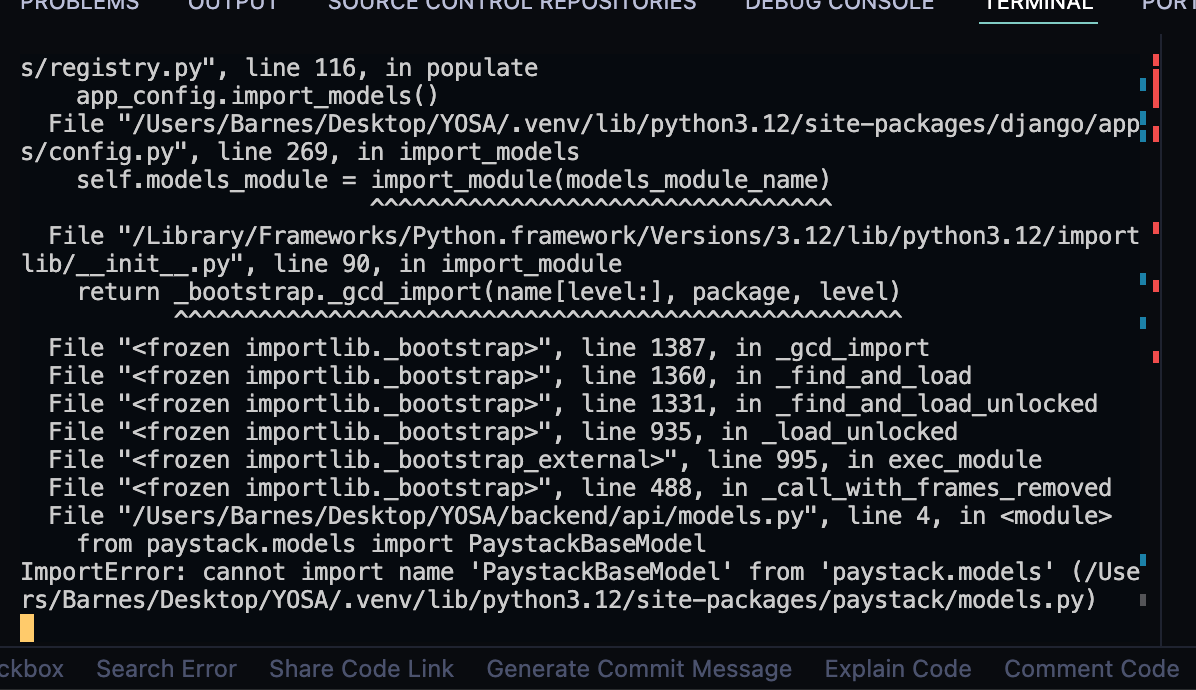 PROBLEMS OUTPUT SOURCE CONTROL REPOSITORIES DEBUG CONSOLE TERMINAL PORT
s/registry.py", line 116, in populate
    app_config.import_models()
  File "/Users/Barnes/Desktop/YOSA/.venv/lib/python3.12/site-packages/django/app
s/config.py", line 269, in import_models
    self.models_module = import_module(models_module_name)
                         ^^^^^^^^^^^^^^^^^^^^^^^^^^^^^^^^^
  File "/Library/Frameworks/Python.framework/Versions/3.12/lib/python3.12/import
lib/__init__.py", line 90, in import_module
    return _bootstrap._gcd_import(name[level:], package, level)
           ^^^^^^^^^^^^^^^^^^^^^^^^^^^^^^^^^^^^^^^^^^^^^^^^^^^^
  File "<frozen importlib._bootstrap>", line 1387, in _gcd_import
  File "<frozen importlib._bootstrap>", line 1360, in _find_and_load
  File "<frozen importlib._bootstrap>", line 1331, in _find_and_load_unlocked
  File "<frozen importlib._bootstrap>", line 935, in _load_unlocked
  File "<frozen importlib._bootstrap_external>", line 995, in exec_module
  File "<frozen importlib._bootstrap>", line 488, in _call_with_frames_removed
  File "/Users/Barnes/Desktop/YOSA/backend/api/models.py", line 4, in <module>
    from paystack.models import PaystackBaseModel
ImportError: cannot import name 'PaystackBaseModel' from 'paystack.models' (/Use
rs/Barnes/Desktop/YOSA/.venv/lib/python3.12/site-packages/paystack/models.py)
ckbox Search Error Share Code Link Generate Commit Message Explain Code Comment Code